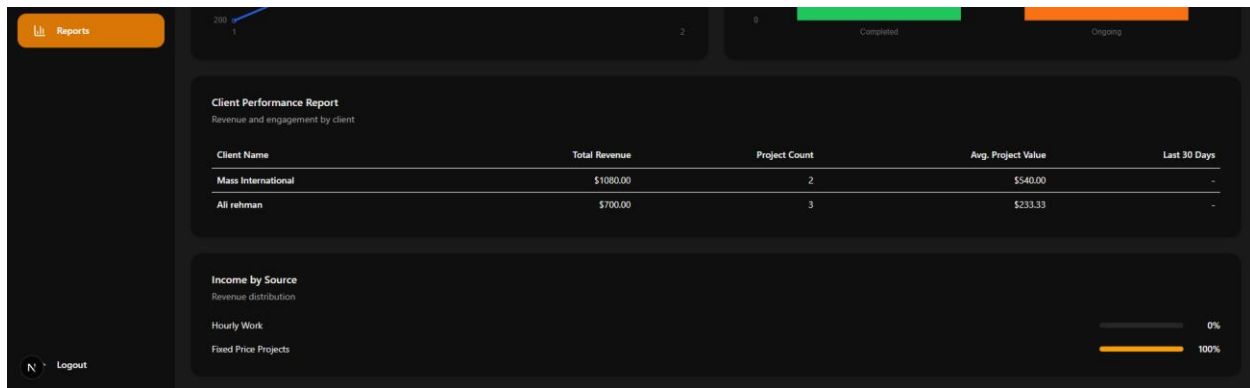 Reports
200
1
2
0
Completed
Ongoing
Client Performance Report
Revenue and engagement by client
Client Name Total Revenue Project Count Avg. Project Value Last 30 Days
Mass International $1080.00 2 $540.00 -
Ali rehman $700.00 3 $233.33 -
Income by Source
Revenue distribution
Hourly Work 0%
Fixed Price Projects 100%
N Logout